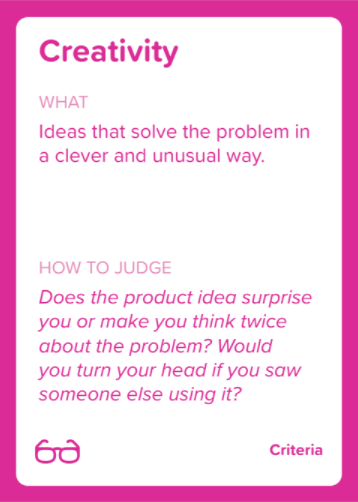 Creativity
WHAT
Ideas that solve the problem in
a clever and unusual way.
HOW TO JUDGE
Does the product idea surprise
you or make you think twice
about the problem? Would
you turn your head if you saw
someone else using it?
Criteria